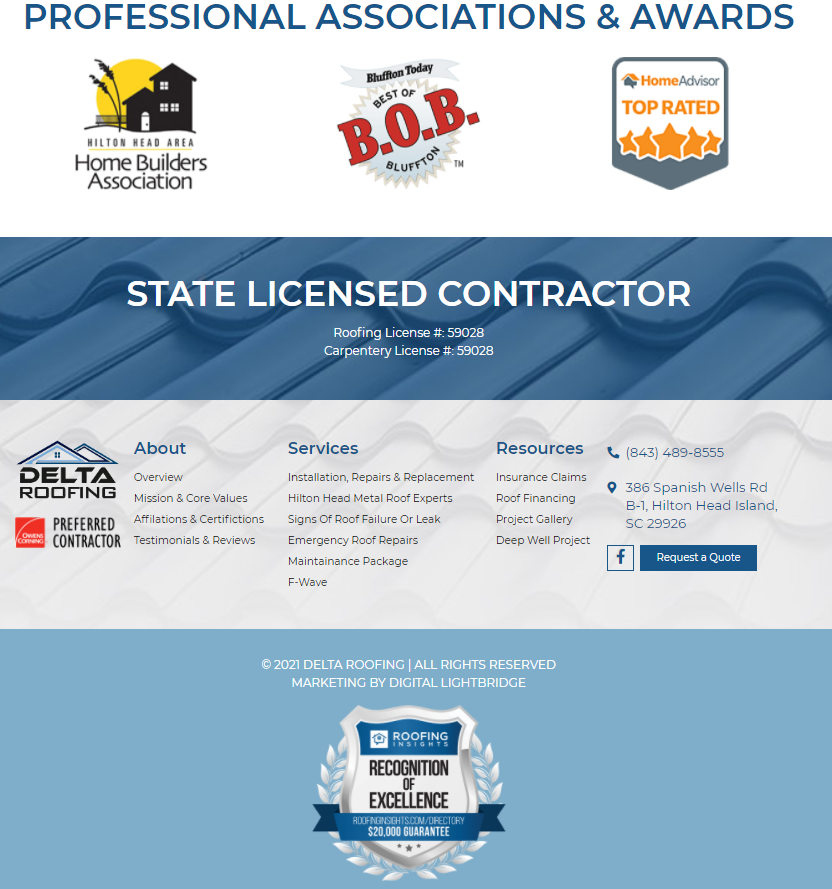 PROFESSIONAL ASSOCIATIONS & AWARDS
HILTON HEAD AREA
Home Builders
Association
Bluffton Today
BEST OF
B.O.B.
BLUFFTON
TM
HomeAdvisor
TOP RATED
STATE LICENSED CONTRACTOR
Roofing License #: 59028
Carpentery License #: 59028
DELTA
ROOFING
OWENS
CORNING
PREFERRED
CONTRACTOR
About
Overview
Mission & Core Values
Affilations & Certifictions
Testimonials & Reviews
Services
Installation, Repairs & Replacement
Hilton Head Metal Roof Experts
Signs Of Roof Failure Or Leak
Emergency Roof Repairs
Maintainance Package
F-Wave
Resources
Insurance Claims
Roof Financing
Project Gallery
Deep Well Project
(843) 489-8555
386 Spanish Wells Rd
B-1, Hilton Head Island,
SC 29926
f
Request a Quote
© 2021 DELTA ROOFING | ALL RIGHTS RESERVED
MARKETING BY DIGITAL LIGHTBRIDGE
ROOFING
INSIGHTS
RECOGNITION
OF
EXCELLENCE
ROOFINGINSIGHTS.COM/DIRECTORY
$20,000 GUARANTEE